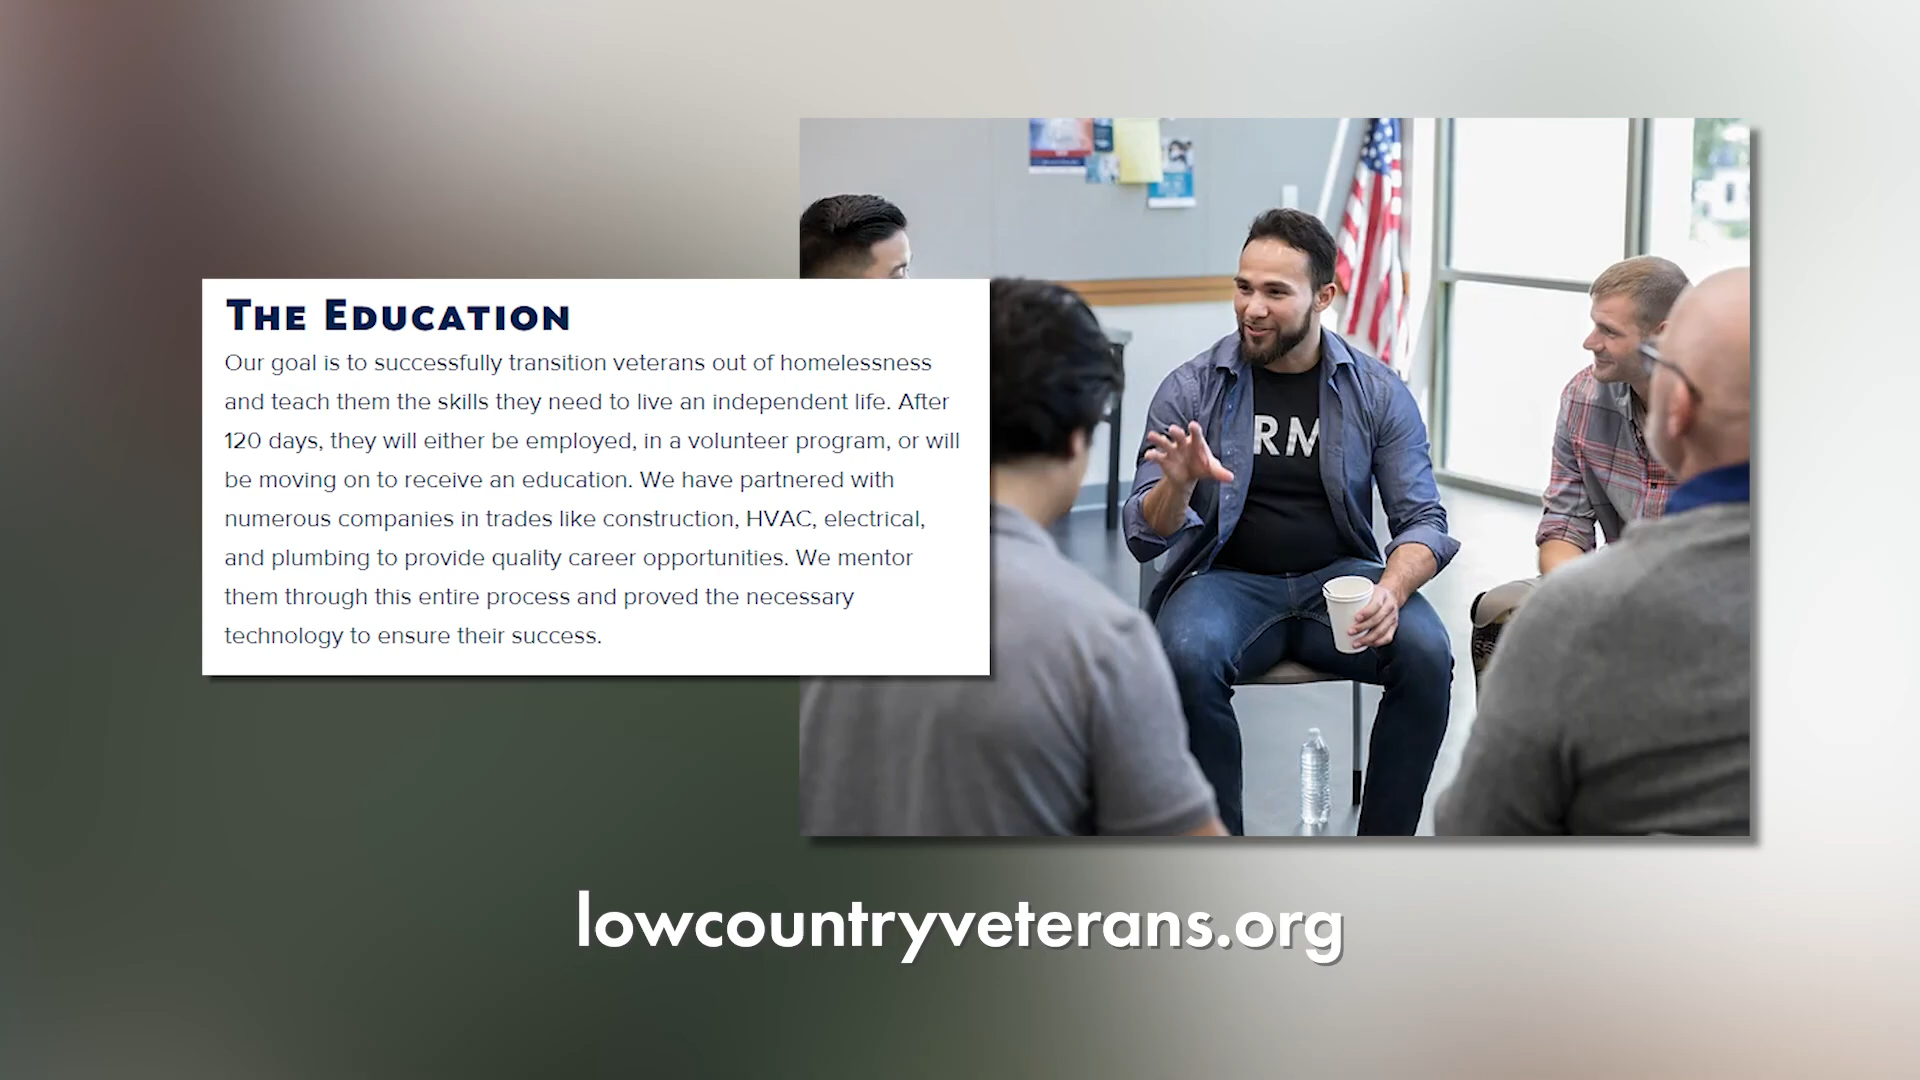 The Education
Our goal is to successfully transition veterans out of homelessness
and teach them the skills they need to live an independent life. After
120 days, they will either be employed, in a volunteer program, or will
be moving on to receive an education. We have partnered with
numerous companies in trades like construction, HVAC, electrical,
and plumbing to provide quality career opportunities. We mentor
them through this entire process and proved the necessary
technology to ensure their success.
RM
lowcountryveterans.org